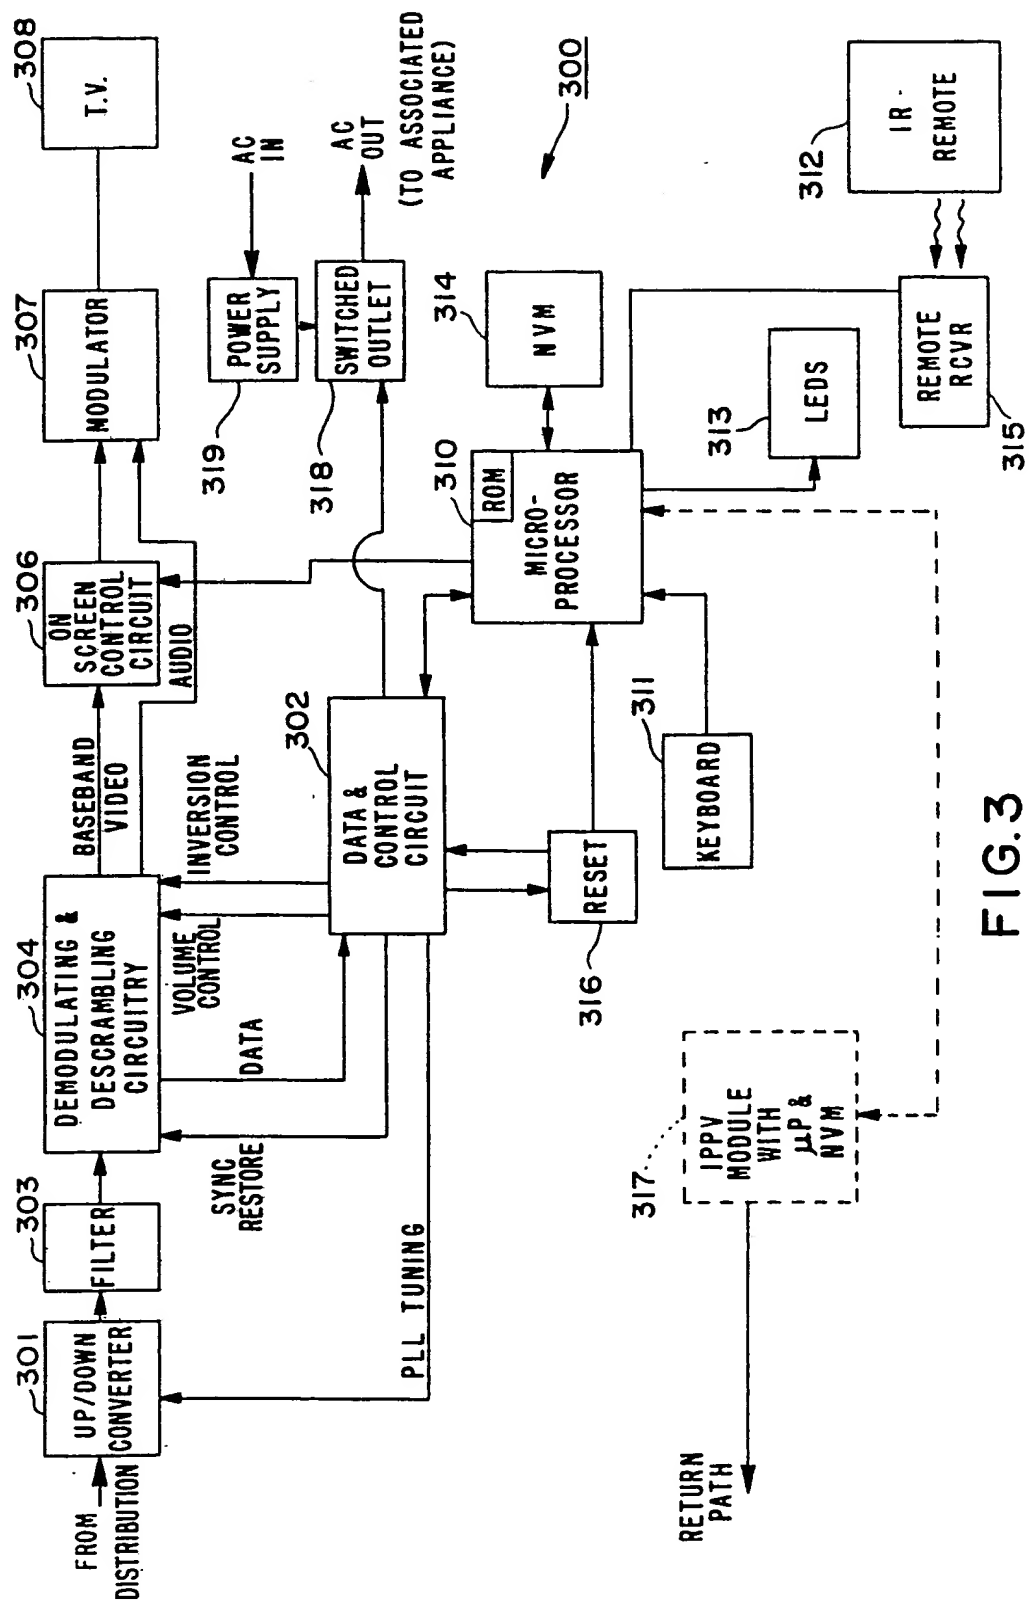 301
UP/DOWN
CONVERTER
FROM
DISTRIBUTION
303
FILTER
304
DEMODULATING &
DESCRAMBLING
CIRCUITRY
BASEBAND
VIDEO
306
ON
SCREEN
CONTROL
CIRCUIT
AUDIO
307
MODULATOR
308
T.V.
SYNC
RESTORE
DATA
VOLUME
CONTROL
INVERSION
CONTROL
PLL TUNING
302
DATA &
CONTROL
CIRCUIT
319
POWER
SUPPLY
AC
IN
318
SWITCHED
OUTLET
AC
OUT
(TO ASSOCIATED
APPLIANCE)
310
ROM
MICRO-
PROCESSOR
314
NVM
300
316
RESET
311
KEYBOARD
313
LEDS
312
IR
REMOTE
REMOTE
RCVR
315
317
IPPV
MODULE
WITH
μP &
NVM
RETURN
PATH
FIG.3